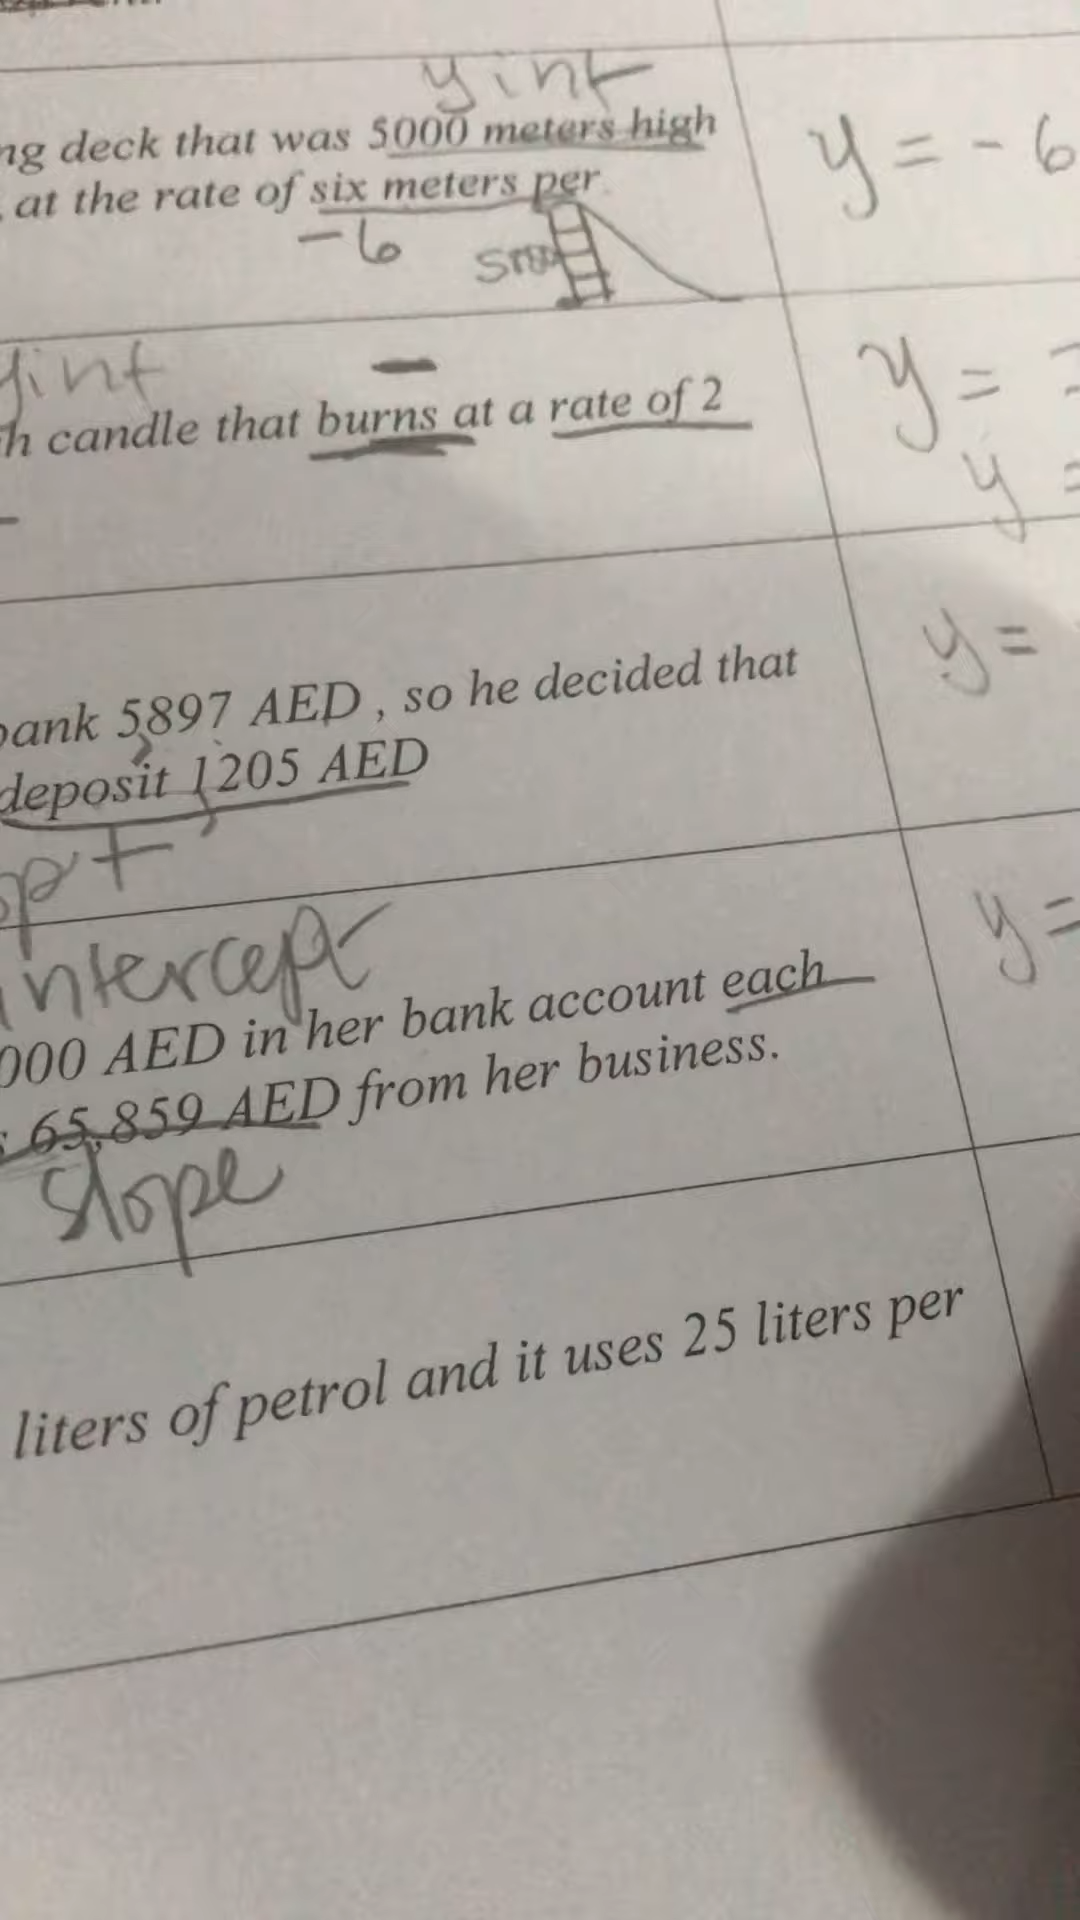 y int
ng deck that was 5000 meters high
at the rate of six meters per
-6
y = - 6
yint
h candle that burns at a rate of 2
y =
y =
bank 5897 AED, so he decided that
deposit 1205 AED
y =
intercept
000 AED in her bank account each
65,859 AED from her business.
slope
y =
liters of petrol and it uses 25 liters per